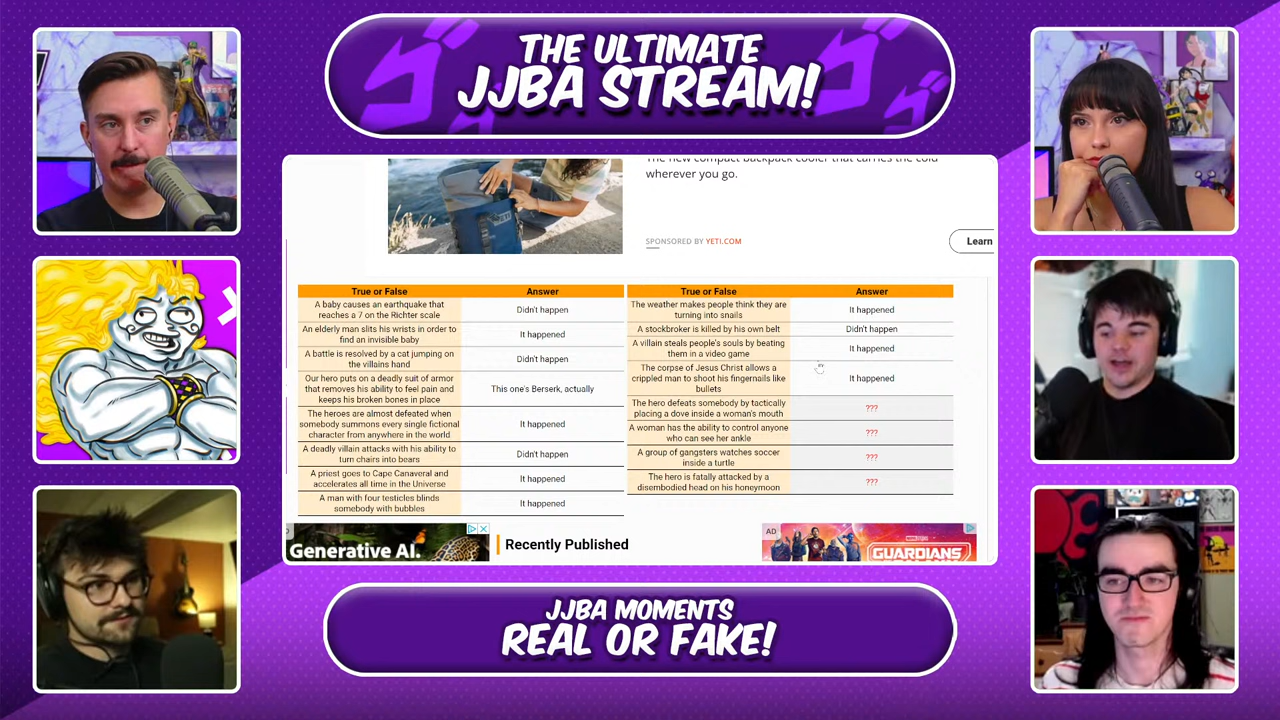 THE ULTIMATE
JJBA STREAM!
ゴ
ゴ
The new compact backpack cooler that carries the cold
wherever you go.
SPONSORED BY YETI.COM
Learn
True or False
Answer
A baby causes an earthquake that
reaches a 7 on the Richter scale
Didn't happen
An elderly man slits his wrists in order to
find an invisible baby
It happened
A battle is resolved by a cat jumping on
the villains hand
Didn't happen
Our hero puts on a deadly suit of armor
that removes his ability to feel pain and
keeps his broken bones in place
This one's Berserk, actually
The heroes are almost defeated when
somebody summons every single fictional
character from anywhere in the world
It happened
A deadly villain attacks with his ability to
turn chairs into bears
Didn't happen
A priest goes to Cape Canaveral and
accelerates all time in the Universe
It happened
A man with four testicles blinds
somebody with bubbles
It happened
True or False
Answer
The weather makes people think they are
turning into snails
It happened
A stockbroker is killed by his own belt
Didn't happen
A villain steals people's souls by beating
them in a video game
It happened
The corpse of Jesus Christ allows a
crippled man to shoot his fingernails like
bullets
It happened
The hero defeats somebody by tactically
placing a dove inside a woman's mouth
???
A woman has the ability to control anyone
who can see her ankle
???
A group of gangsters watches soccer
inside a turtle
???
The hero is fatally attacked by a
disembodied head on his honeymoon
???
Generative AI.
Recently Published
AD
GUARDIANS
JJBA MOMENTS
REAL OR FAKE!